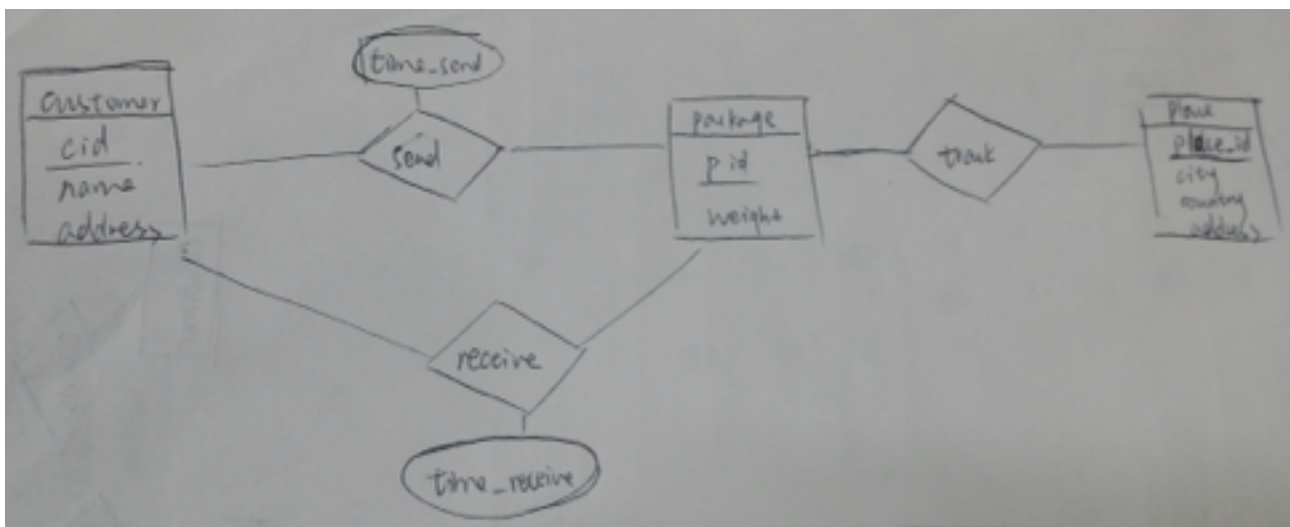 time_send
customer
cid
name
address
send
package
pid
weight
track
place
place_id
city
country
address
receive
time_receive